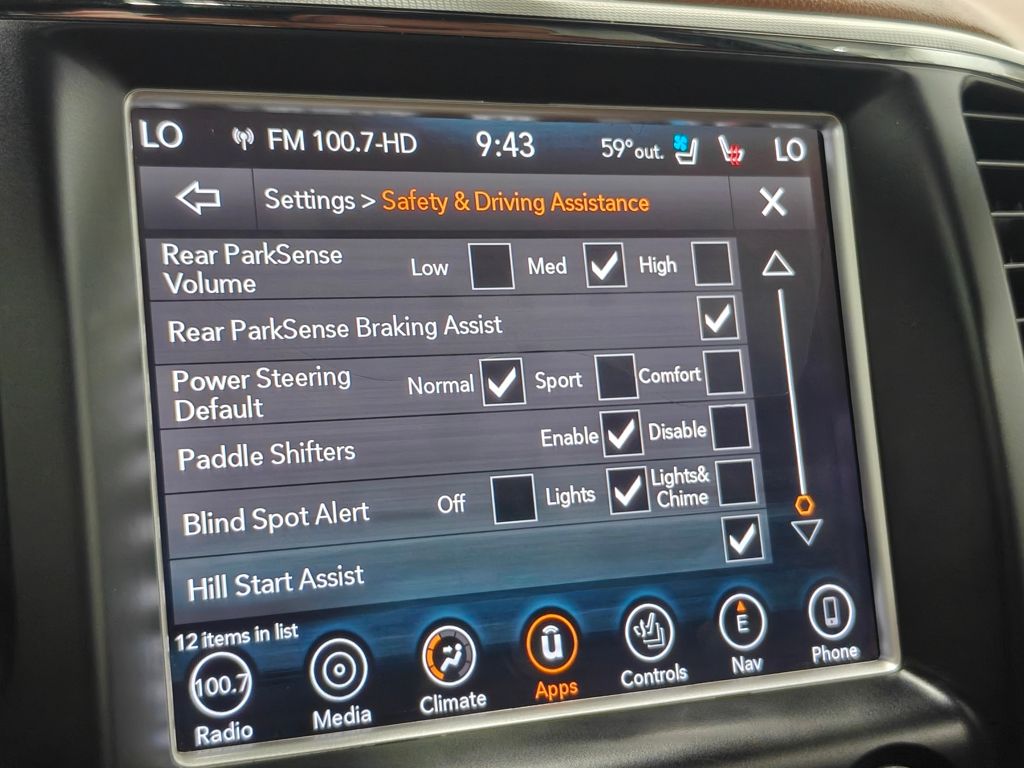 LO FM 100.7-HD 9:43 59° out. LO
Settings > Safety & Driving Assistance
Rear ParkSense
Volume
Low Med High
Rear ParkSense Braking Assist
Power Steering
Default
Normal Sport Comfort
Paddle Shifters Enable Disable
Blind Spot Alert Off Lights Lights&
Chime
Hill Start Assist
12 items in list
100.7 u E
Radio Media Climate Apps Controls Nav Phone